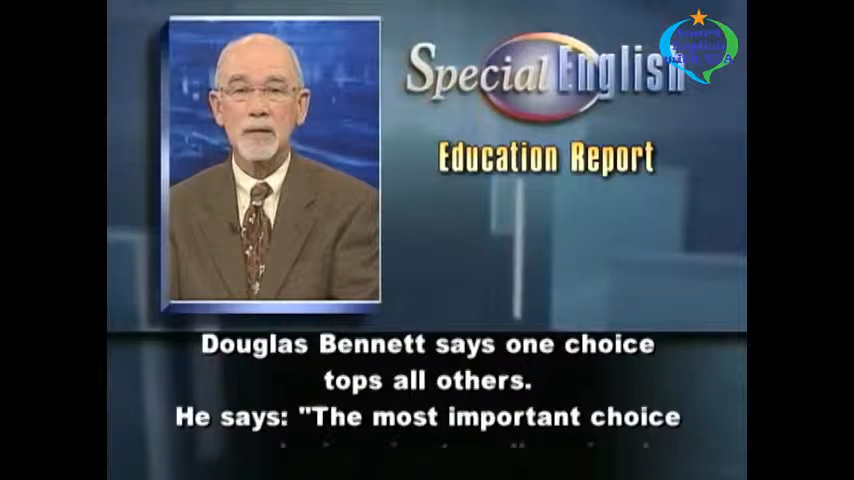 Special English
Education Report
Douglas Bennett says one choice
tops all others.
He says: "The most important choice